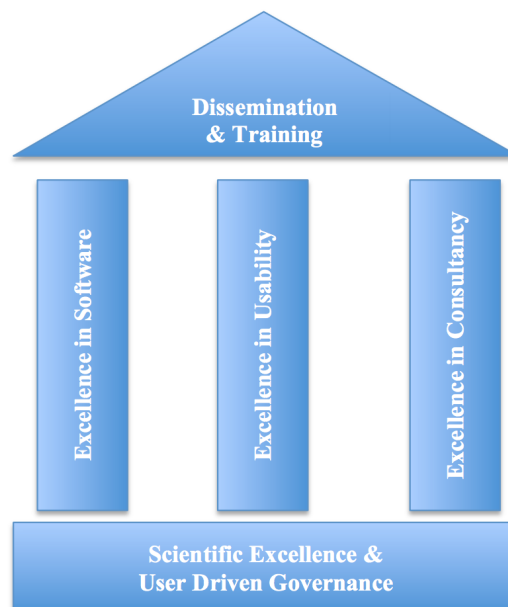 Dissemination
& Training
Excellence in Software
Excellence in Usability
Excellence in Consultancy
Scientific Excellence &
User Driven Governance